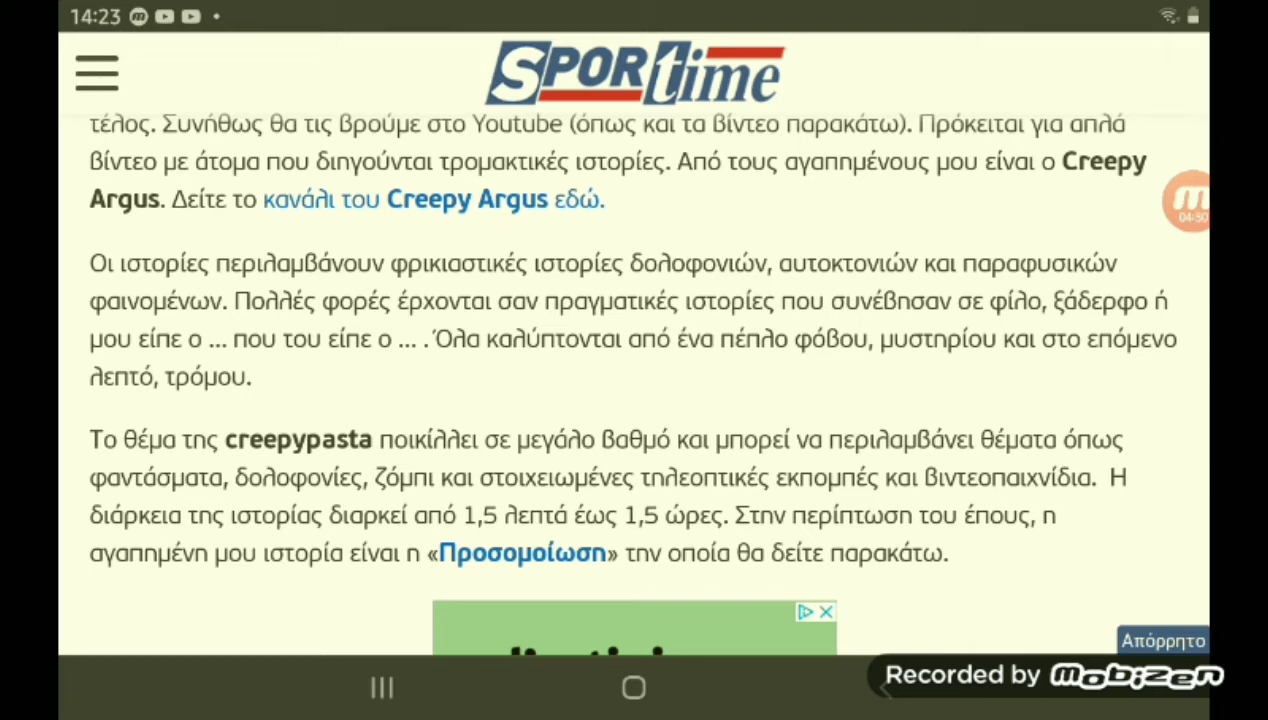 14:23
SPORtime
τέλος. Συνήθως θα τις βρούμε στο Youtube (όπως και τα βίντεο παρακάτω). Πρόκειται για απλά
βίντεο με άτομα που διηγούνται τρομακτικές ιστορίες. Από τους αγαπημένους μου είναι ο Creepy
Argus. Δείτε το κανάλι του Creepy Argus εδώ.
04:50
Οι ιστορίες περιλαμβάνουν φρικιαστικές ιστορίες δολοφονιών, αυτοκτονιών και παραφυσικών
φαινομένων. Πολλές φορές έρχονται σαν πραγματικές ιστορίες που συνέβησαν σε φίλο, ξάδερφο ή
μου είπε ο ... που του είπε ο ... . Όλα καλύπτονται από ένα πέπλο φόβου, μυστηρίου και στο επόμενο
λεπτό, τρόμου.
Το θέμα της creepypasta ποικίλλει σε μεγάλο βαθμό και μπορεί να περιλαμβάνει θέματα όπως
φαντάσματα, δολοφονίες, ζόμπι και στοιχειωμένες τηλεοπτικές εκπομπές και βιντεοπαιχνίδια. Η
διάρκεια της ιστορίας διαρκεί από 1,5 λεπτά έως 1,5 ώρες. Στην περίπτωση του έπους, η
αγαπημένη μου ιστορία είναι η «Προσομοίωση» την οποία θα δείτε παρακάτω.
Απόρρητο
Recorded by mobizen